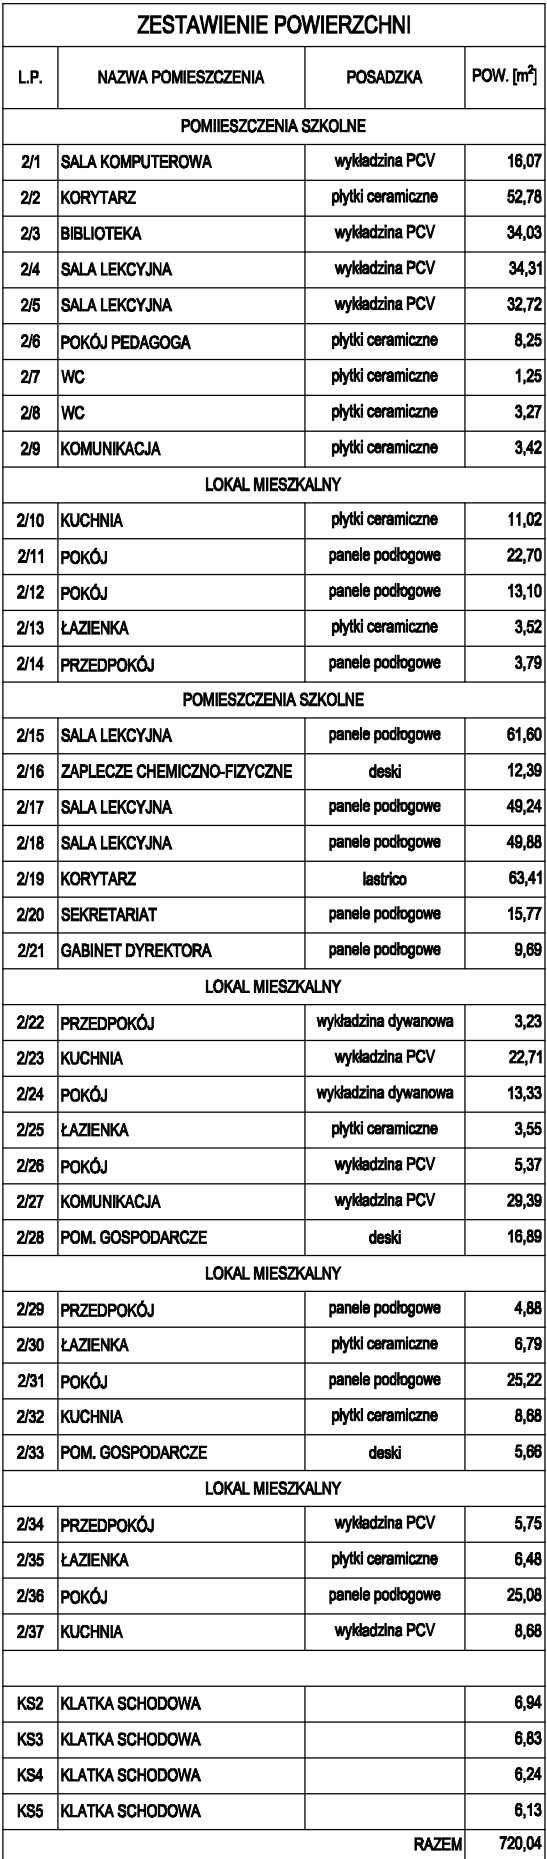 ZESTAWIENIE POWIERZCHNI
L.P. NAZWA POMIESZCZENIA POSADZKA POW. [m²]
POMIIESZCZENIA SZKOLNE
2/1 SALA KOMPUTEROWA wykładzina PCV 16,07
2/2 KORYTARZ płytki ceramiczne 52,78
2/3 BIBLIOTEKA wykładzina PCV 34,03
2/4 SALA LEKCYJNA wykładzina PCV 34,31
2/5 SALA LEKCYJNA wykładzina PCV 32,72
2/6 POKÓJ PEDAGOGA płytki ceramiczne 8,25
2/7 WC płytki ceramiczne 1,25
2/8 WC płytki ceramiczne 3,27
2/9 KOMUNIKACJA płytki ceramiczne 3,42
LOKAL MIESZKALNY
2/10 KUCHNIA płytki ceramiczne 11,02
2/11 POKÓJ panele podłogowe 22,70
2/12 POKÓJ panele podłogowe 13,10
2/13 ŁAZIENKA płytki ceramiczne 3,52
2/14 PRZEDPOKÓJ panele podłogowe 3,79
POMIESZCZENIA SZKOLNE
2/15 SALA LEKCYJNA panele podłogowe 61,60
2/16 ZAPLECZE CHEMICZNO-FIZYCZNE deski 12,39
2/17 SALA LEKCYJNA panele podłogowe 49,24
2/18 SALA LEKCYJNA panele podłogowe 49,88
2/19 KORYTARZ lastrico 63,41
2/20 SEKRETARIAT panele podłogowe 15,77
2/21 GABINET DYREKTORA panele podłogowe 9,69
LOKAL MIESZKALNY
2/22 PRZEDPOKÓJ wykładzina dywanowa 3,23
2/23 KUCHNIA wykładzina PCV 22,71
2/24 POKÓJ wykładzina dywanowa 13,33
2/25 ŁAZIENKA płytki ceramiczne 3,55
2/26 POKÓJ wykładzina PCV 5,37
2/27 KOMUNIKACJA wykładzina PCV 29,39
2/28 POM. GOSPODARCZE deski 16,89
LOKAL MIESZKALNY
2/29 PRZEDPOKÓJ panele podłogowe 4,88
2/30 ŁAZIENKA płytki ceramiczne 6,79
2/31 POKÓJ panele podłogowe 25,22
2/32 KUCHNIA płytki ceramiczne 8,68
2/33 POM. GOSPODARCZE deski 5,66
LOKAL MIESZKALNY
2/34 PRZEDPOKÓJ wykładzina PCV 5,75
2/35 ŁAZIENKA płytki ceramiczne 6,48
2/36 POKÓJ panele podłogowe 25,08
2/37 KUCHNIA wykładzina PCV 8,68
KS2 KLATKA SCHODOWA 6,94
KS3 KLATKA SCHODOWA 6,83
KS4 KLATKA SCHODOWA 6,24
KS5 KLATKA SCHODOWA 6,13
RAZEM 720,04